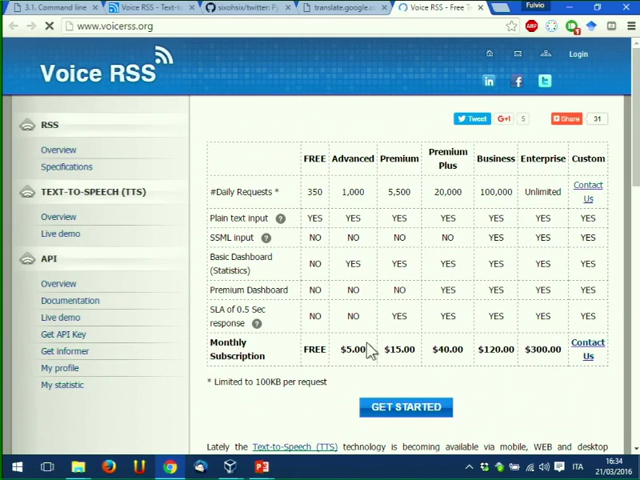 3.1. Command line
Voice RSS - Text-to
sixohsix/twitter: Py
translate.google.co
Voice RSS - Free T
Fulvio
www.voicerss.org
Voice RSS
Login
Tweet
G+1
5
Share
31
RSS
Overview
Specifications
TEXT-TO-SPEECH (TTS)
Overview
Live demo
API
Overview
Documentation
Live demo
Get API Key
Get informer
My profile
My statistic
FREE Advanced Premium Premium Plus Business Enterprise Custom
#Daily Requests * 350 1,000 5,500 20,000 100,000 Unlimited Contact Us
Plain text input ? YES YES YES YES YES YES YES
SSML input ? NO NO NO NO YES YES YES
Basic Dashboard (Statistics) NO YES YES YES YES YES YES
Premium Dashboard NO NO NO YES YES YES YES
SLA of 0.5 Sec response ? NO NO YES YES YES YES YES
Monthly Subscription FREE $5.00 $15.00 $40.00 $120.00 $300.00 Contact Us
* Limited to 100KB per request
GET STARTED
Lately the Text-to-Speech (TTS) technology is becoming available via mobile, WEB and desktop
ITA
16:34
21/03/2016